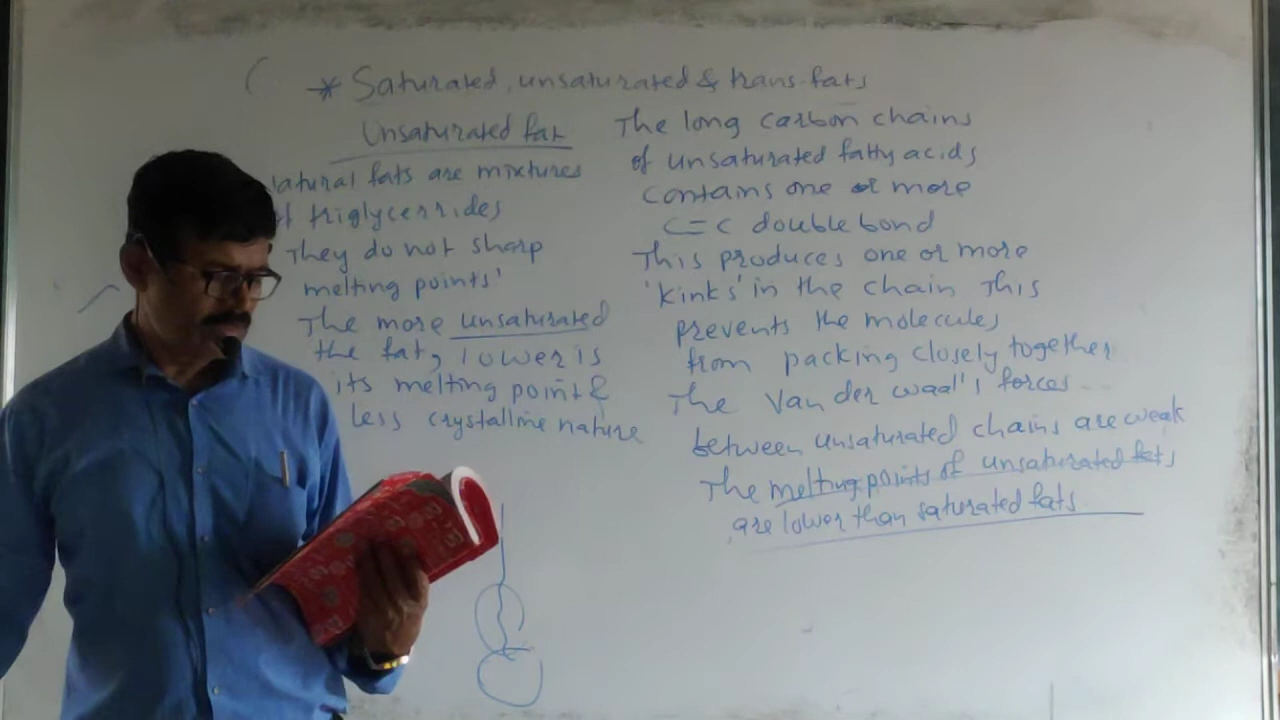 * Saturated, unsaturated & trans-fats
Unsaturated fat
natural fats are mixtures
of triglycerrides
They do not sharp
melting points'
The more unsaturated
the fat, lower is
its melting point &
less crystalline nature
The long carbon chains
of unsaturated fatty acids
contains one or more
C=C double bond
This produces one or more
'kinks' in the chain This
prevents the molecules
from packing closely together
The Van der waal's forces
between unsaturated chains are weak
The melting points of unsaturated fats
are lower than saturated fats